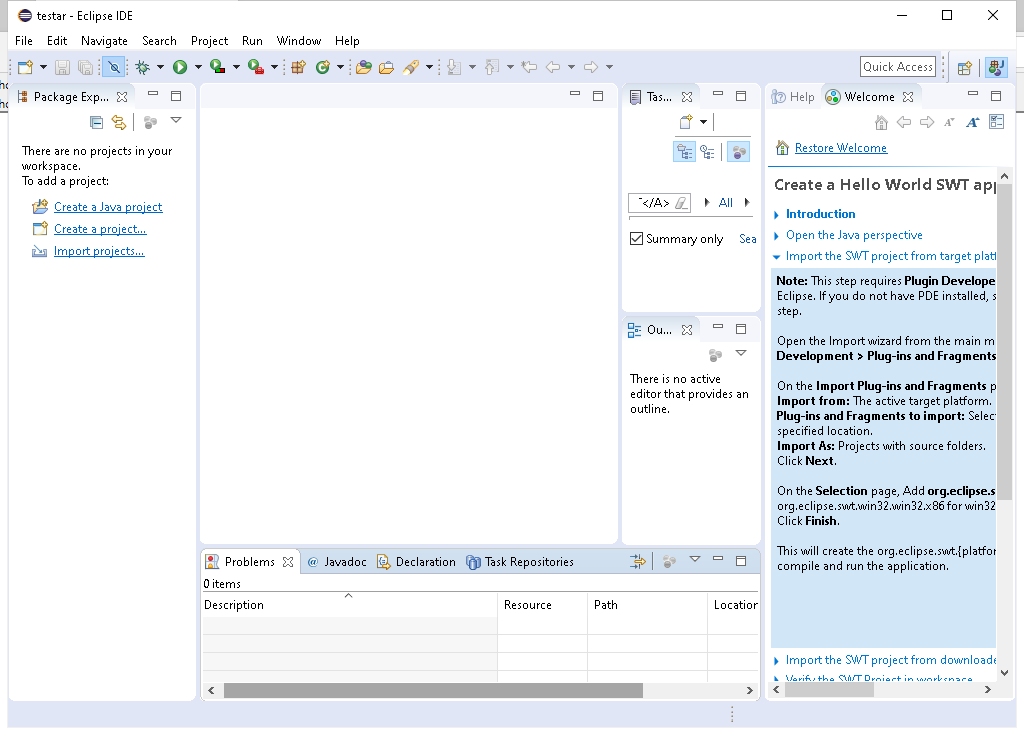 testar - Eclipse IDE
File Edit Navigate Search Project Run Window Help
Quick Access
Package Exp...
There are no projects in your
workspace.
To add a project:
Create a Java project
Create a project...
Import projects...
Tas...
All
Summary only Sea
Ou...
There is no active
editor that provides an
outline.
Help Welcome
Restore Welcome
Create a Hello World SWT app
Introduction
Open the Java perspective
Import the SWT project from target platf
Note: This step requires Plugin Develope
Eclipse. If you do not have PDE installed, s
step.
Open the Import wizard from the main m
Development > Plug-ins and Fragments
On the Import Plug-ins and Fragments p
Import from: The active target platform.
Plug-ins and Fragments to import: Selec
specified location.
Import As: Projects with source folders.
Click Next.
On the Selection page, Add org.eclipse.s
org.eclipse.swt.win32.win32.x86 for win32
Click Finish.
This will create the org.eclipse.swt.{platfor
compile and run the application.
Import the SWT project from downloade
Verify the SWT Project in workspace
Problems @ Javadoc Declaration Task Repositories
0 items
Description Resource Path Location